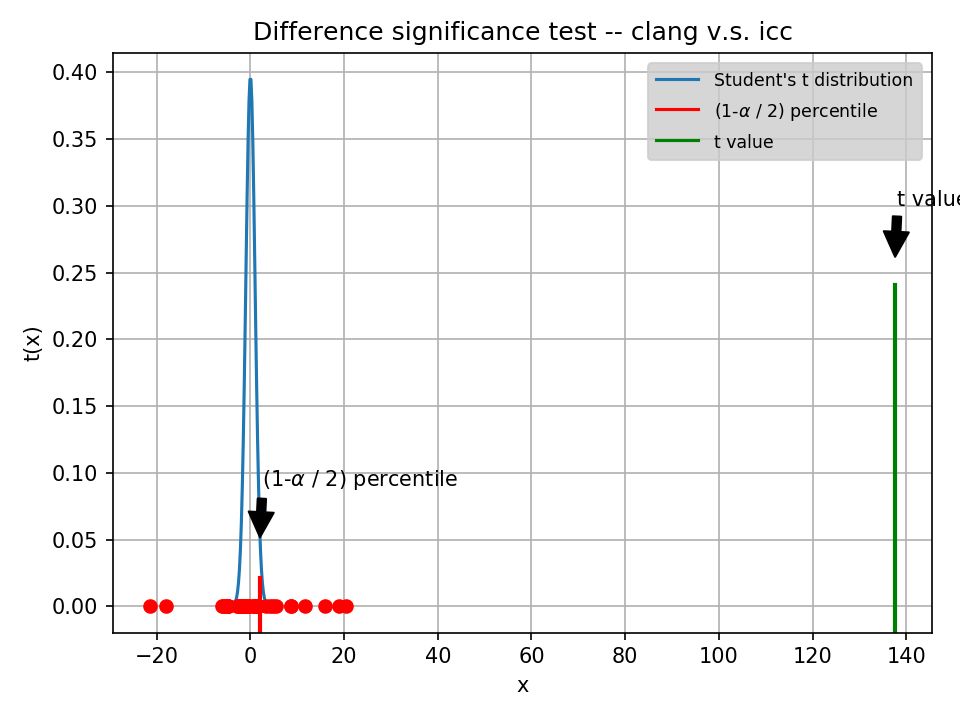 Difference significance test -- clang v.s. icc
Student's t distribution
(1-α / 2) percentile
t value
t value
(1-α / 2) percentile
t(x)
0.40
0.35
0.30
0.25
0.20
0.15
0.10
0.05
0.00
−20 0 20 40 60 80 100 120 140
x